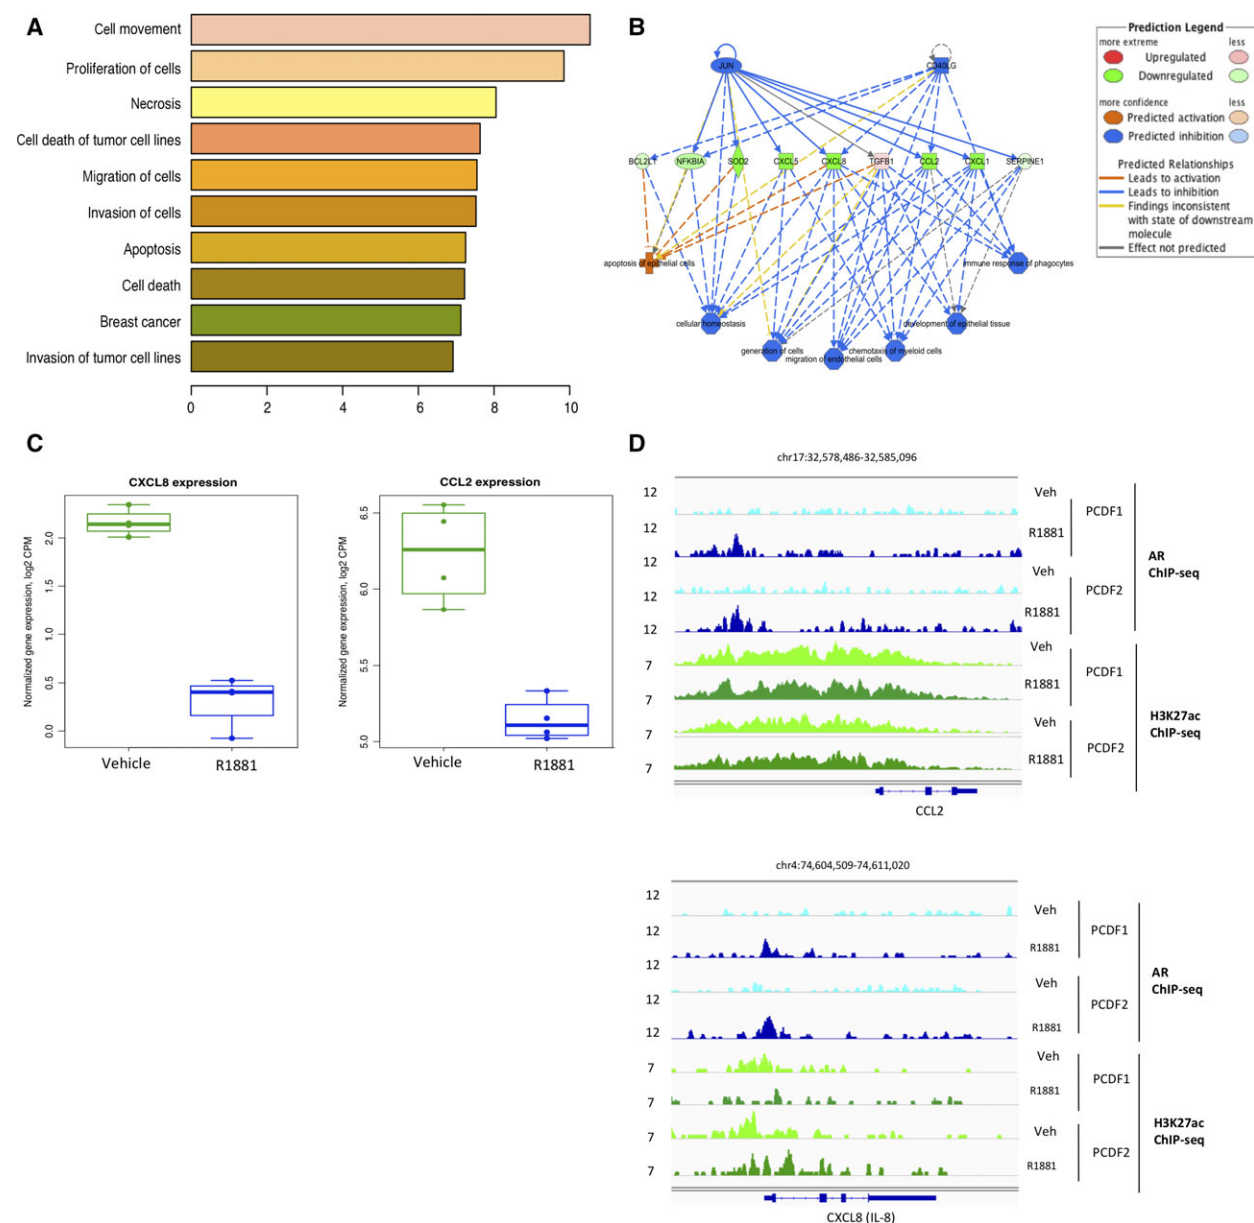 A
Cell movement
Proliferation of cells
Necrosis
Cell death of tumor cell lines
Migration of cells
Invasion of cells
Apoptosis
Cell death
Breast cancer
Invasion of tumor cell lines
0 2 4 6 8 10
B
JUN CD40LG
BCL2L1 NFKBIA SOD2 CXCL5 CXCL8 TGFB1 CCL2 CXCL1 SERPINE1
apoptosis of epithelial cells immune response of phagocytes
cellular homeostasis development of epithelial tissue
generation of cells chemotaxis of myeloid cells
migration of endothelial cells
Prediction Legend
more extreme less
Upregulated
Downregulated
more confidence less
Predicted activation
Predicted inhibition
Predicted Relationships
Leads to activation
Leads to inhibition
Findings inconsistent
with state of downstream
molecule
Effect not predicted
C
CXCL8 expression
Normalized gene expression, log2 CPM
2.0
1.5
1.0
0.5
0.0
Vehicle R1881
CCL2 expression
Normalized gene expression, log2 CPM
6.5
6.0
5.5
5.0
Vehicle R1881
D
chr17:32,578,486-32,585,096
12 Veh
12 R1881 PCDF1
12 Veh
12 R1881 PCDF2
12
AR
ChIP-seq
7 Veh
7 R1881 PCDF1
7 Veh
7 R1881 PCDF2
H3K27ac
ChIP-seq
CCL2
chr4:74,604,509-74,611,020
12 Veh
12 R1881 PCDF1
12 Veh
12 R1881 PCDF2
12
AR
ChIP-seq
7 Veh
7 R1881 PCDF1
7 Veh
7 R1881 PCDF2
H3K27ac
ChIP-seq
CXCL8 (IL-8)